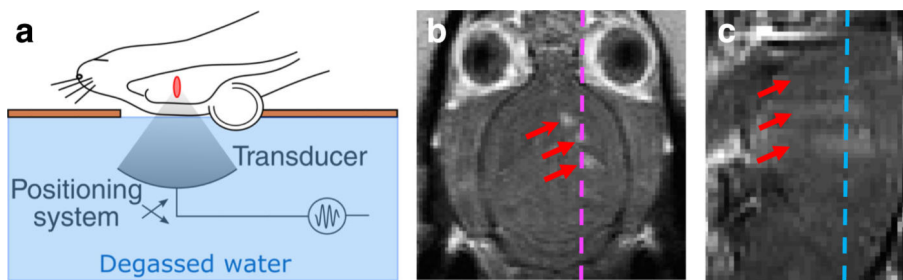 a
Transducer
Positioning
system
Degassed water
b
c